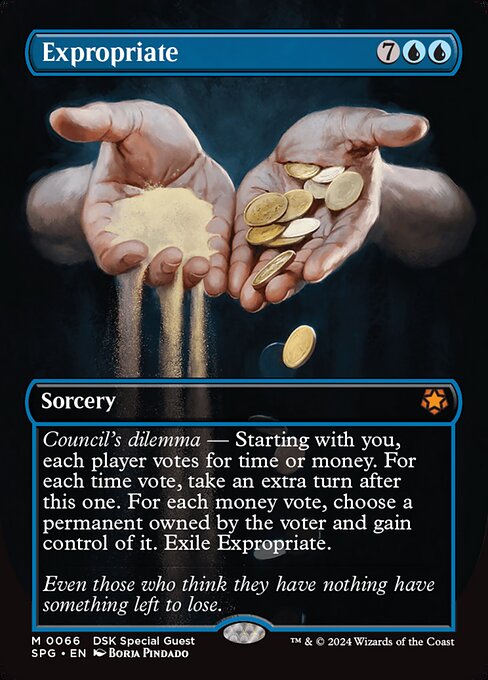 Expropriate 7
Sorcery
Council's dilemma — Starting with you,
each player votes for time or money. For
each time vote, take an extra turn after
this one. For each money vote, choose a
permanent owned by the voter and gain
control of it. Exile Expropriate.
Even those who think they have nothing have
something left to lose.
M 0066 DSK Special Guest
SPG • EN Borja Pindado
™ & © 2024 Wizards of the Coast